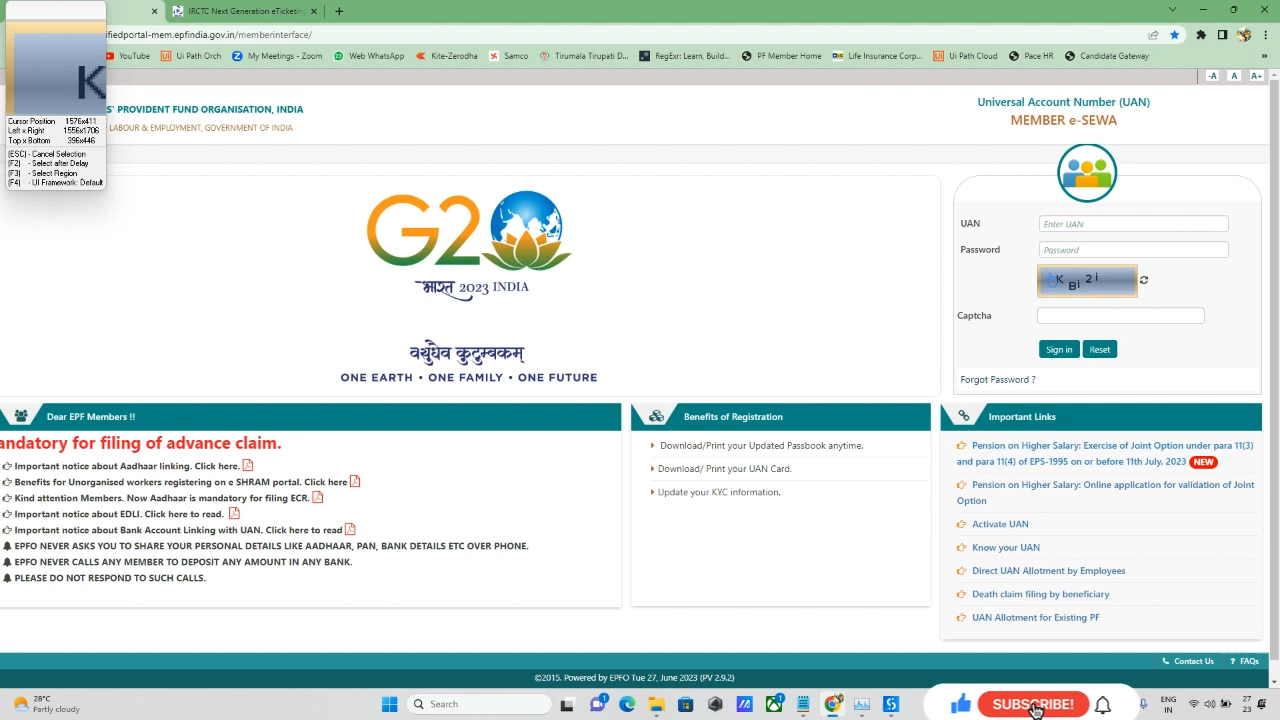 IRCTC Next Generation eTicketin
fiedportal-mem.epfindia.gov.in/memberinterface/
YouTube
Ui Path Orch
My Meetings - Zoom
Web WhatsApp
Kite-Zerodha
Samco
Tirumala Tirupati D...
RegExr: Learn, Build...
PF Member Home
Life Insurance Corp...
Ui Path Cloud
Pace HR
Candidate Gateway
-A A A+
K
Cursor Position 1576x411
Left x Right 1556x1706
Top x Bottom 396x446
[ESC] - Cancel Selection
[F2] - Select after Delay
[F3] - Select Region
[F4] - UI Framework: Default
S' PROVIDENT FUND ORGANISATION, INDIA
LABOUR & EMPLOYMENT, GOVERNMENT OF INDIA
Universal Account Number (UAN)
MEMBER e-SEWA
G20
भारत 2023 INDIA
वसुधैव कुटुम्बकम्
ONE EARTH • ONE FAMILY • ONE FUTURE
UAN
Enter UAN
Password
Password
K Bi 2 i
Captcha
Sign in
Reset
Forgot Password ?
Dear EPF Members !!
andatory for filing of advance claim.
Important notice about Aadhaar linking. Click here.
Benefits for Unorganised workers registering on e SHRAM portal. Click here
Kind attention Members. Now Aadhar is mandatory for filing ECR.
Important notice about EDLI. Click here to read.
Important notice about Bank Account Linking with UAN. Click here to read
EPFO NEVER ASKS YOU TO SHARE YOUR PERSONAL DETAILS LIKE AADHAAR, PAN, BANK DETAILS ETC OVER PHONE.
EPFO NEVER CALLS ANY MEMBER TO DEPOSIT ANY AMOUNT IN ANY BANK.
PLEASE DO NOT RESPOND TO SUCH CALLS.
Benefits of Registration
Download/Print your Updated Passbook anytime.
Download/ Print your UAN Card.
Update your KYC information.
Important Links
Pension on Higher Salary: Exercise of Joint Option under para 11(3)
and para 11(4) of EPS-1995 on or before 11th July, 2023 NEW
Pension on Higher Salary: Online application for validation of Joint
Option
Activate UAN
Know your UAN
Direct UAN Allotment by Employees
Death claim filing by beneficiary
UAN Allotment for Existing PF
Contact Us
? FAQs
©2015. Powered by EPFO Tue 27, June 2023 (PV 2.9.2)
28°C
Partly cloudy
Search
SUBSCRIBE!
ENG
IN
27
23